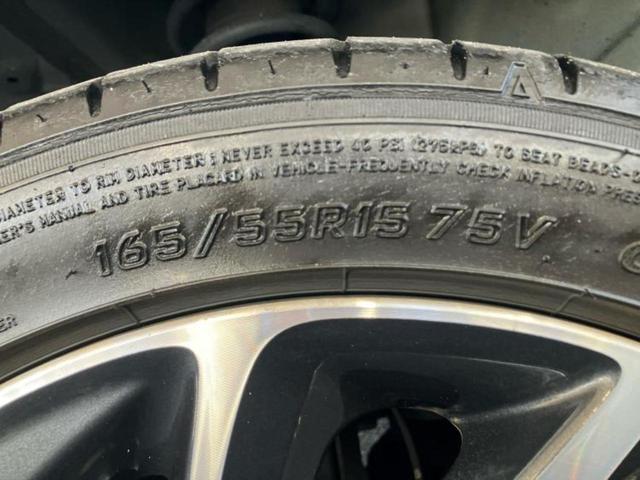 DIAMETER TO RIM DIAMETER; NEVER EXCEED 40 PSI (275KPA) TO SEAT BEADS-
MANUAL AND TIRE PLACARD IN VEHICLE-FREQUENTLY CHECK INFLATION
165/55R15 75V